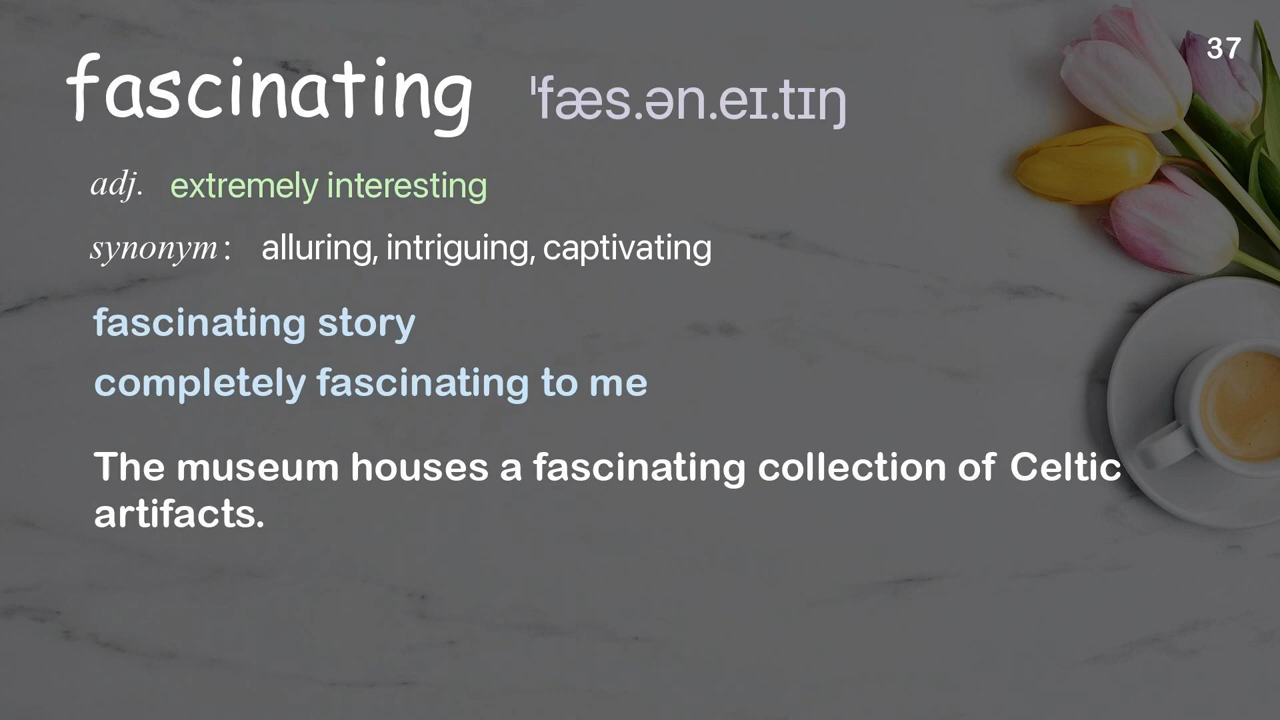 37
fascinating ˈfæs.ən.eɪ.tɪŋ
adj. extremely interesting
synonym: alluring, intriguing, captivating
fascinating story
completely fascinating to me
The museum houses a fascinating collection of Celtic
artifacts.